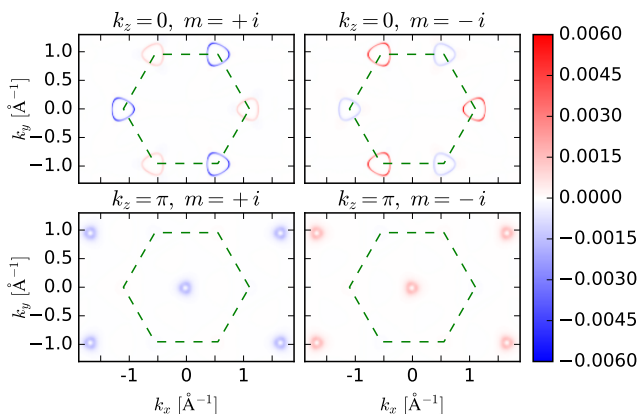 k_z = 0, m = +i
k_z = 0, m = −i
1.0
0.5
0.0
−0.5
−1.0
k_y [Å⁻¹]
k_z = π, m = +i
k_z = π, m = −i
1.0
0.5
0.0
−0.5
−1.0
k_y [Å⁻¹]
-1 0 1
-1 0 1
k_x [Å⁻¹]
k_x [Å⁻¹]
0.0060
0.0045
0.0030
0.0015
0.0000
−0.0015
−0.0030
−0.0045
−0.0060